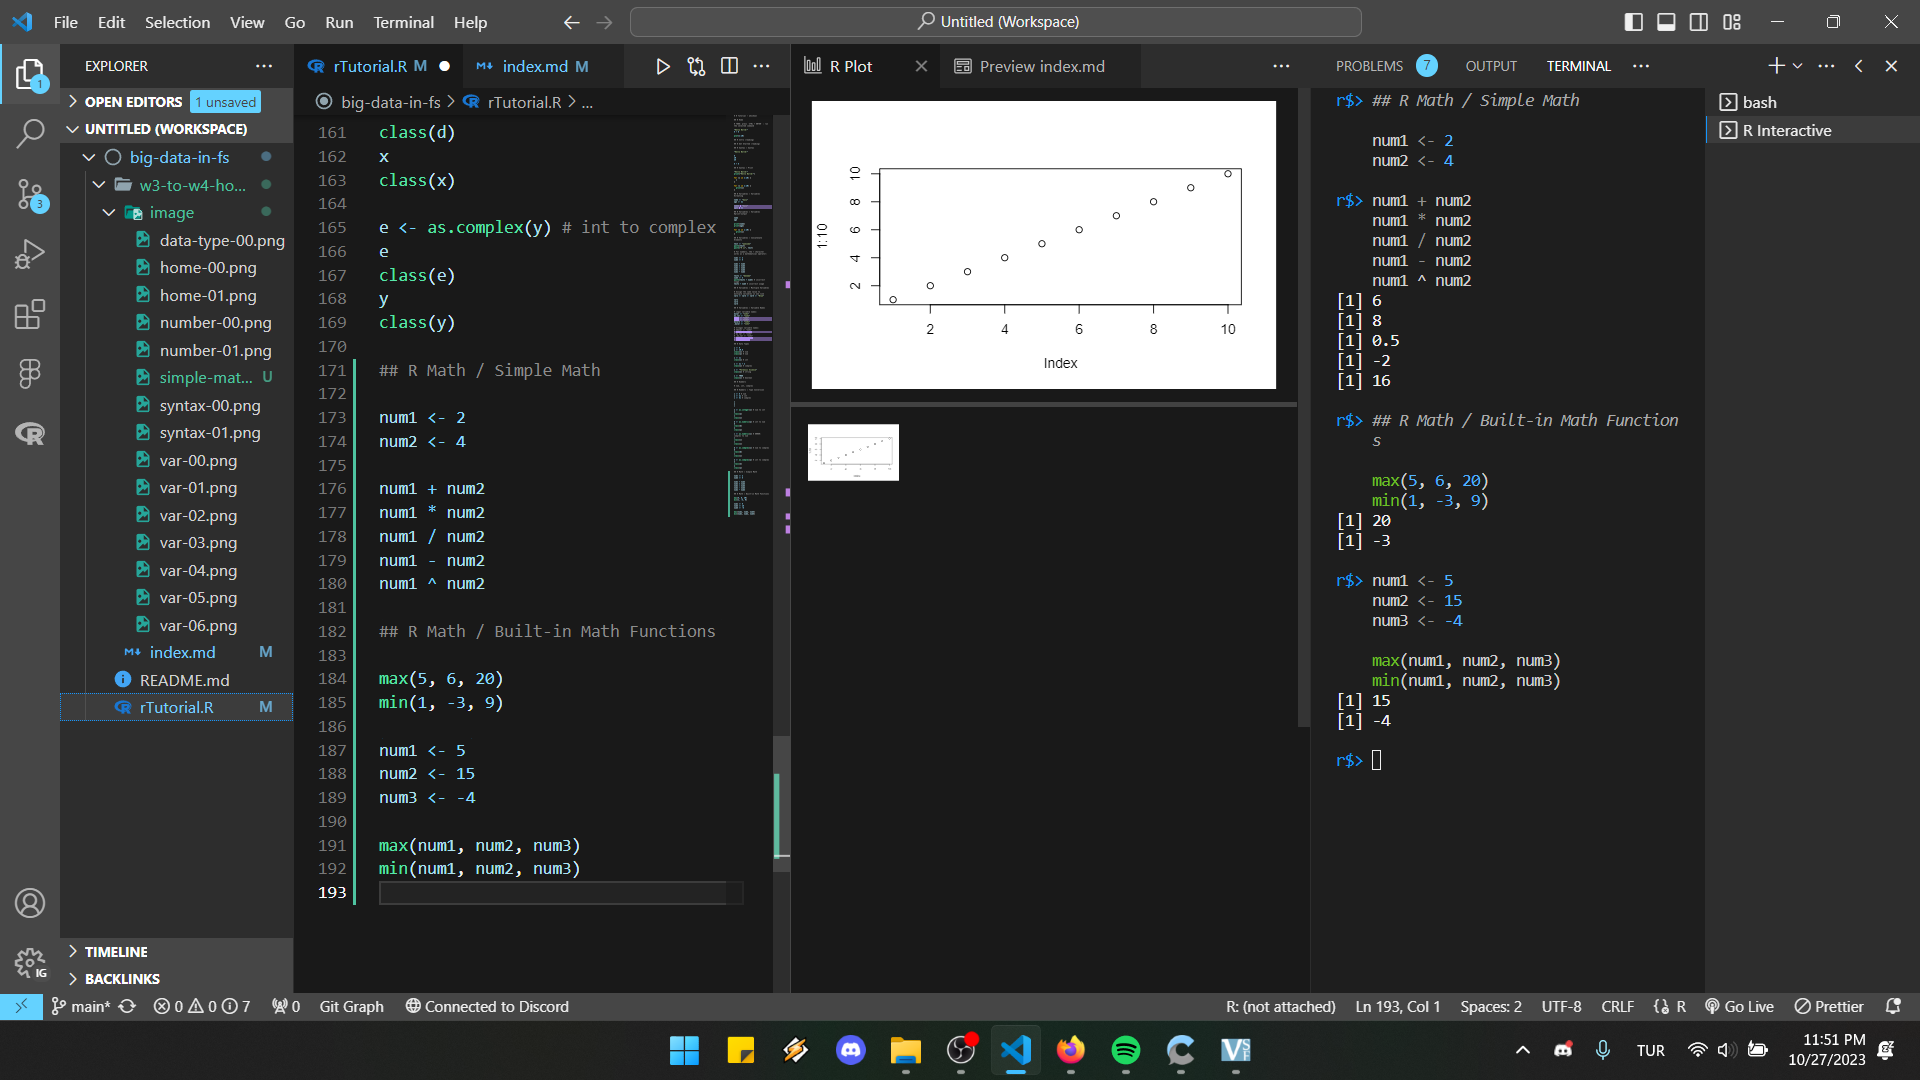 File Edit Selection View Go Run Terminal Help
Untitled (Workspace)
EXPLORER
OPEN EDITORS 1 unsaved
UNTITLED (WORKSPACE)
big-data-in-fs
w3-to-w4-ho...
image
data-type-00.png
home-00.png
home-01.png
number-00.png
number-01.png
simple-mat... U
syntax-00.png
syntax-01.png
var-00.png
var-01.png
var-02.png
var-03.png
var-04.png
var-05.png
var-06.png
index.md M
README.md
rTutorial.R M
TIMELINE
BACKLINKS
1
3
IG
rTutorial.R M
index.md M
big-data-in-fs > rTutorial.R > ...
161 class(d)
162 x
163 class(x)
164
165 e <- as.complex(y) # int to complex
166 e
167 class(e)
168 y
169 class(y)
170
171 ## R Math / Simple Math
172
173 num1 <- 2
174 num2 <- 4
175
176 num1 + num2
177 num1 * num2
178 num1 / num2
179 num1 - num2
180 num1 ^ num2
181
182 ## R Math / Built-in Math Functions
183
184 max(5, 6, 20)
185 min(1, -3, 9)
186
187 num1 <- 5
188 num2 <- 15
189 num3 <- -4
190
191 max(num1, num2, num3)
192 min(num1, num2, num3)
193
R Plot
Preview index.md
1:10
2 4 6 8 10
2 4 6 8 10
Index
PROBLEMS 7 OUTPUT TERMINAL
r$> ## R Math / Simple Math
num1 <- 2
num2 <- 4
r$> num1 + num2
num1 * num2
num1 / num2
num1 - num2
num1 ^ num2
[1] 6
[1] 8
[1] 0.5
[1] -2
[1] 16
r$> ## R Math / Built-in Math Function
s
max(5, 6, 20)
min(1, -3, 9)
[1] 20
[1] -3
r$> num1 <- 5
num2 <- 15
num3 <- -4
max(num1, num2, num3)
min(num1, num2, num3)
[1] 15
[1] -4
r$>
bash
R Interactive
main* 0 0 7 0 Git Graph Connected to Discord
R: (not attached) Ln 193, Col 1 Spaces: 2 UTF-8 CRLF R Go Live Prettier
TUR
11:51 PM
10/27/2023